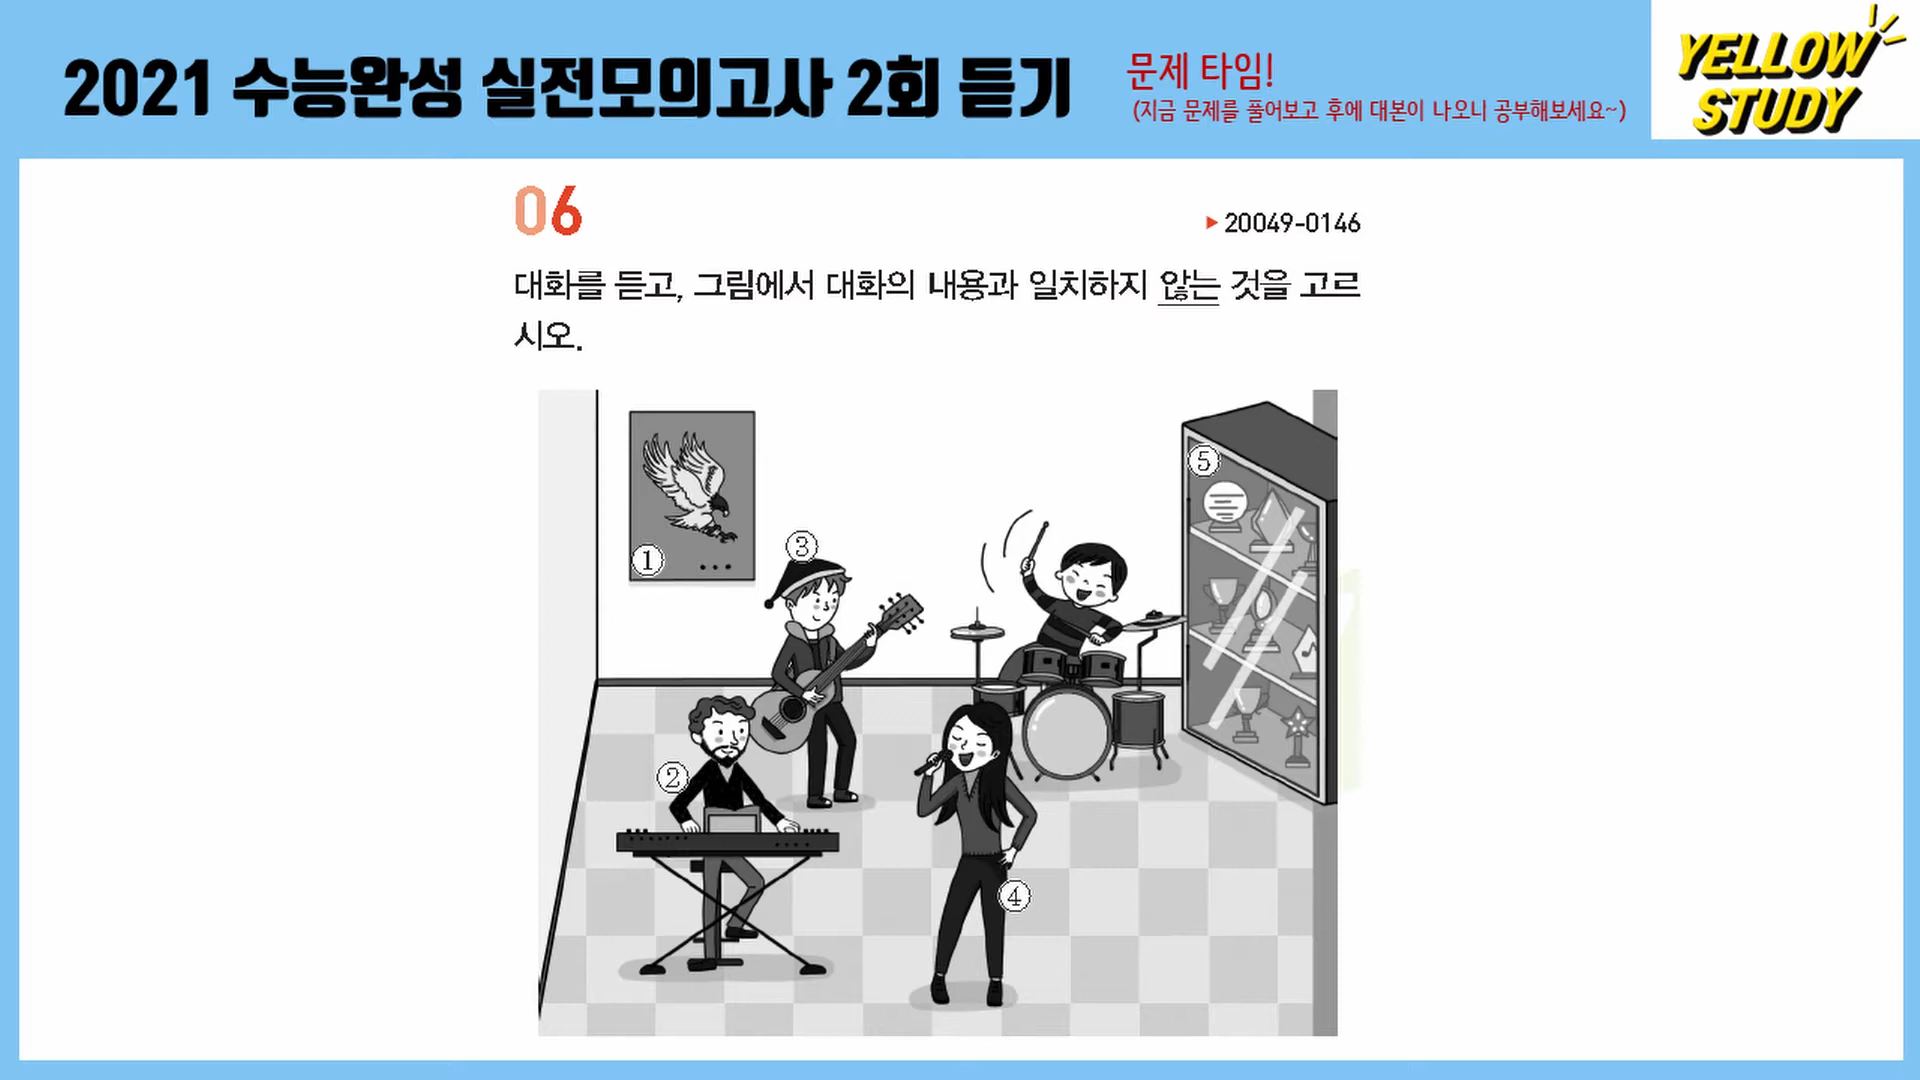 2021 수능완성 실전모의고사 2회 듣기
문제 타임!
(지금 문제를 풀어보고 후에 대본이 나오니 공부해보세요~)
YELLOW
STUDY
06
▶ 20049-0146
대화를 듣고, 그림에서 대화의 내용과 일치하지 않는 것을 고르
시오.
①
②
③
④
⑤